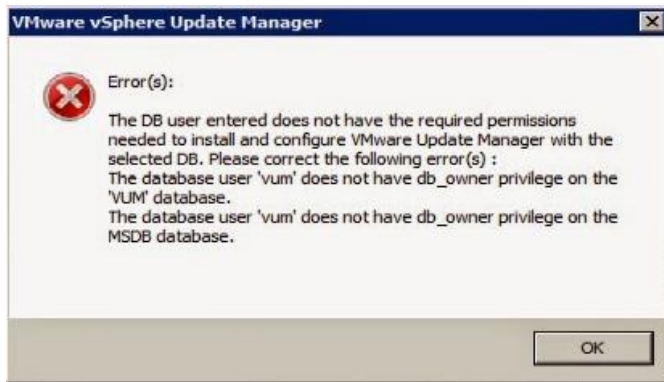 VMware vSphere Update Manager
Error(s):
The DB user entered does not have the required permissions
needed to install and configure VMware Update Manager with the
selected DB. Please correct the following error(s) :
The database user 'vum' does not have db_owner privilege on the
'VUM' database.
The database user 'vum' does not have db_owner privilege on the
MSDB database.
OK